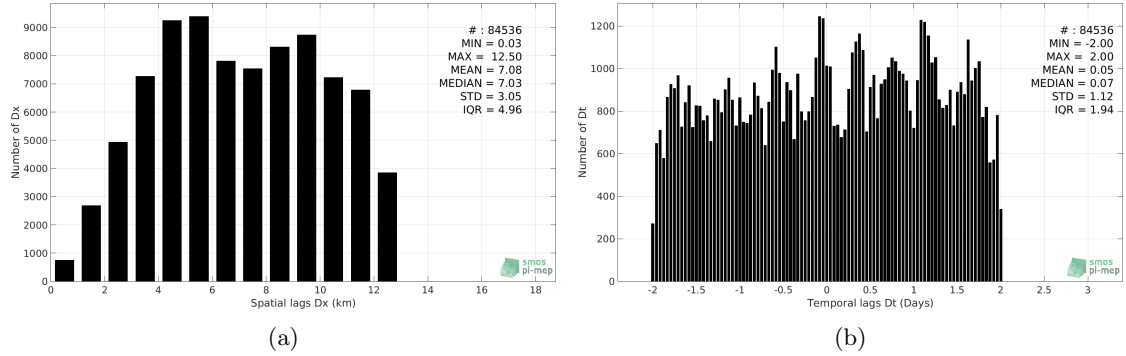 9000
8000
7000
6000
5000
4000
3000
2000
1000
0
Number of Dx
0 2 4 6 8 10 12 14 16 18
Spatial lags Dx (km)
# : 84536
MIN = 0.03
MAX = 12.50
MEAN = 7.08
MEDIAN = 7.03
STD = 3.05
IQR = 4.96
smos
pi-mep
(a)
1200
1000
800
600
400
200
0
Number of Dt
-2 -1.5 -1 -0.5 0 0.5 1 1.5 2 2.5 3
Temporal lags Dt (Days)
# : 84536
MIN = -2.00
MAX = 2.00
MEAN = 0.05
MEDIAN = 0.07
STD = 1.12
IQR = 1.94
smos
pi-mep
(b)